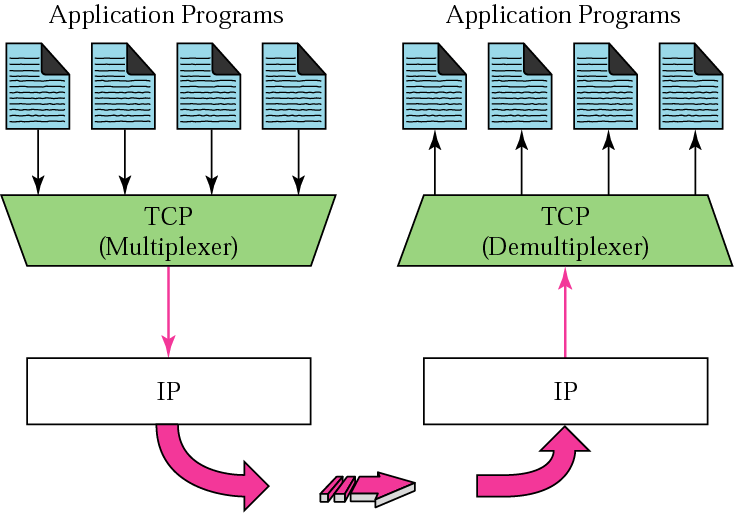 Application Programs
Application Programs
TCP
(Multiplexer)
TCP
(Demultiplexer)
IP
IP